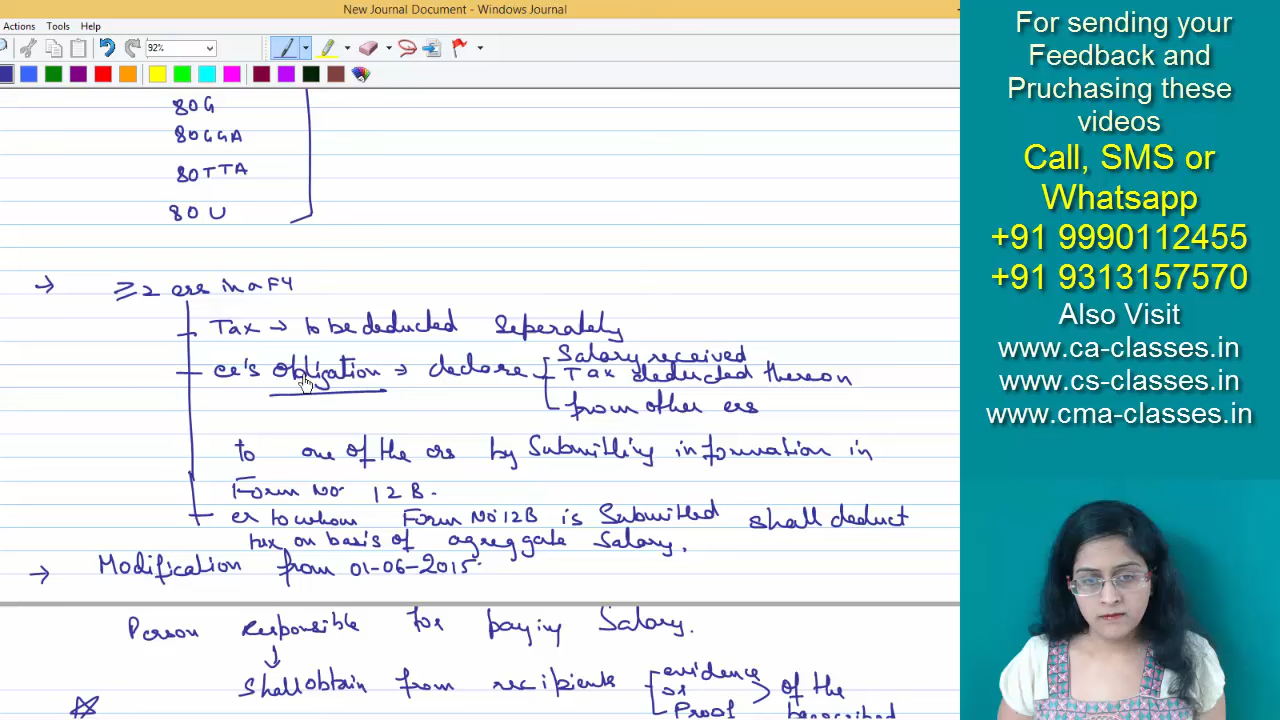 New Journal Document - Windows Journal
Actions Tools Help
92%
80G
80GGA
80TTA
80U
→ ≥2 ers in a FY
Tax → to be deducted Seperately
ee's obligation → declare
Salary received
Tax deducted thereon
from other ers
to one of the ers by Submitting information in
Form No 12B.
er to whom Form No 12B is Submitted shall deduct
tax on basis of agreggate Salary.
→ Modification from 01-06-2015.
Person responsible for paying Salary.
↓
Shall obtain from recipients
evidence
or
Proof
of the
For sending your
Feedback and
Pruchasing these
videos
Call, SMS or
Whatsapp
+91 9990112455
+91 9313157570
Also Visit
www.ca-classes.in
www.cs-classes.in
www.cma-classes.in